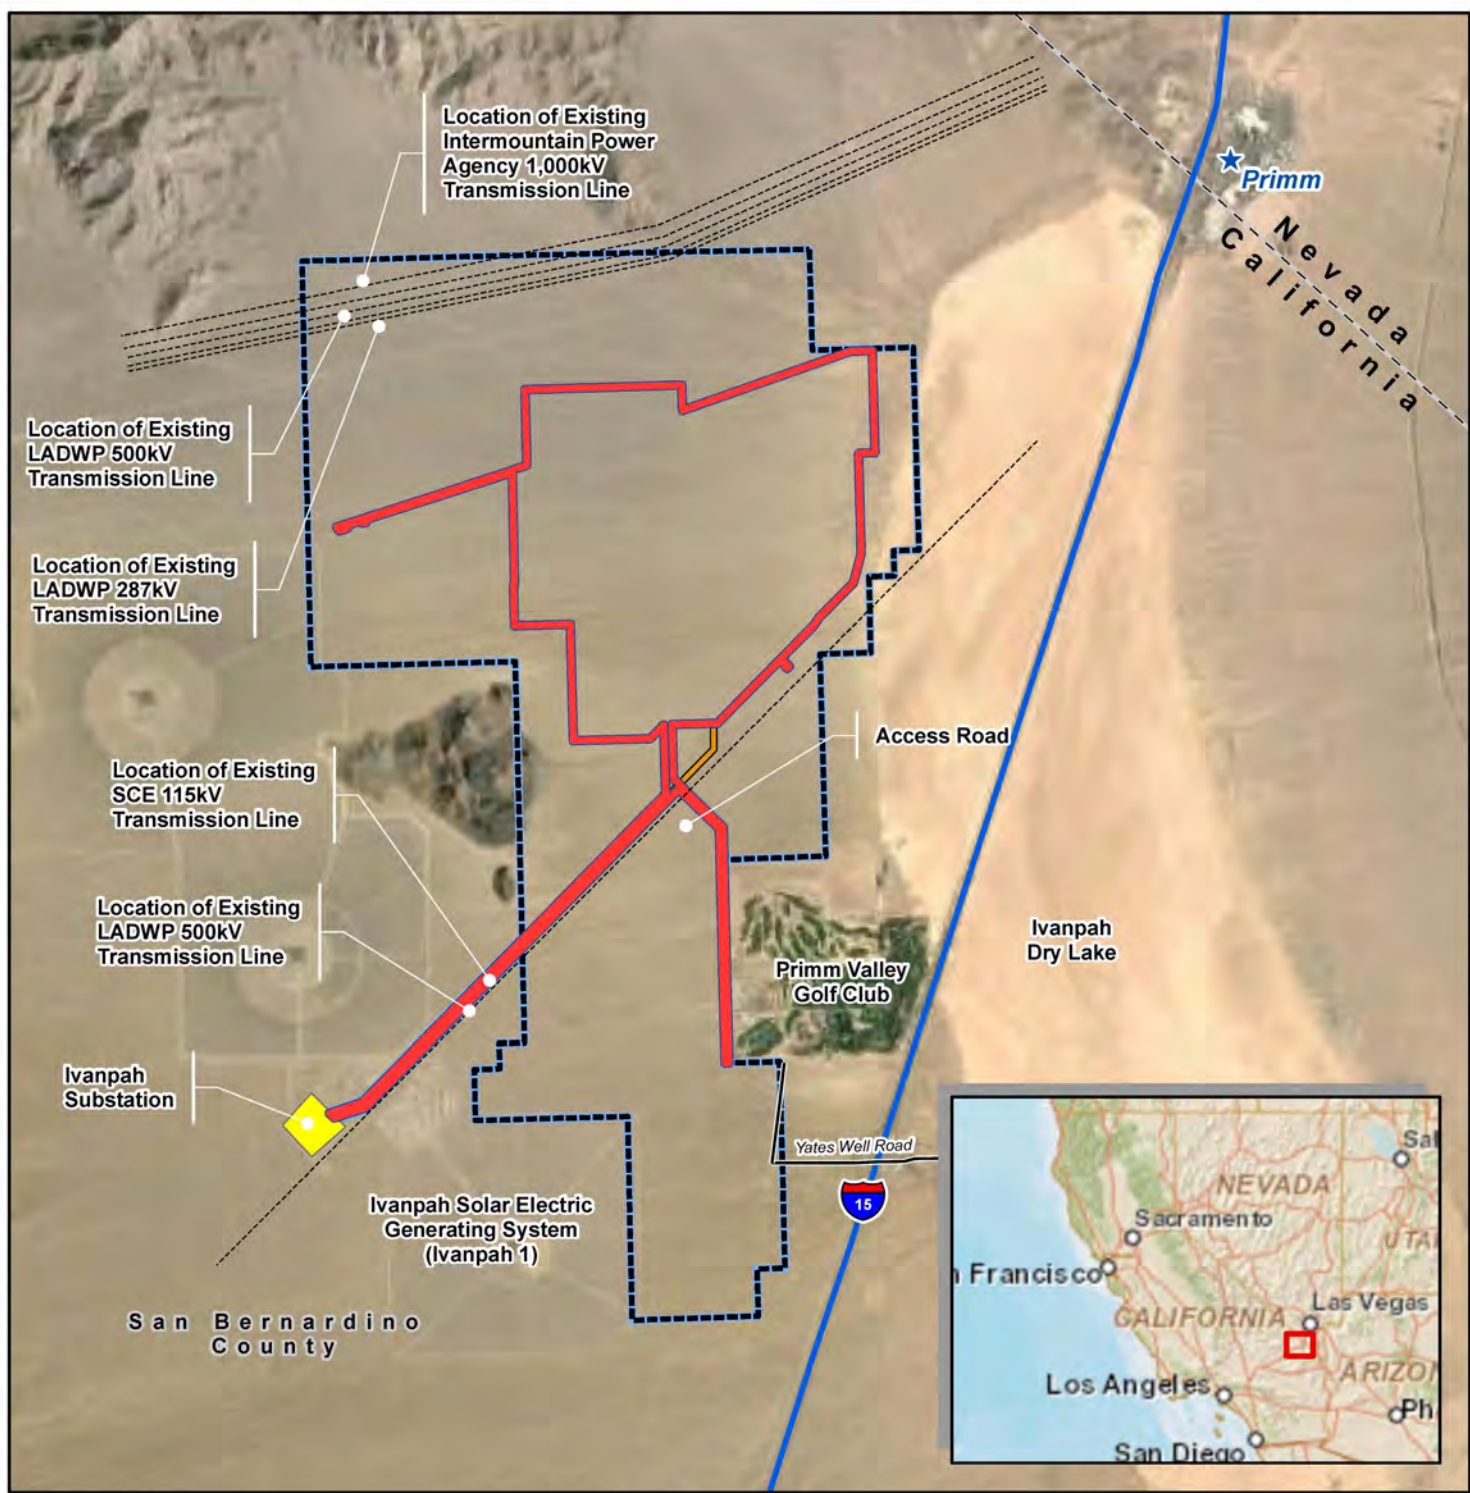 Location of Existing
Intermountain Power
Agency 1,000kV
Transmission Line
Primm
Nevada
California
Location of Existing
LADWP 500kV
Transmission Line
Location of Existing
LADWP 287kV
Transmission Line
Access Road
Location of Existing
SCE 115kV
Transmission Line
Location of Existing
LADWP 500kV
Transmission Line
Ivanpah
Dry Lake
Primm Valley
Golf Club
Ivanpah
Substation
Yates Well Road
15
Ivanpah Solar Electric
Generating System
(Ivanpah 1)
San Bernardino
County
Sal
NEVADA
Sacramento
UTA
n Francisco
Las Vegas
CALIFORNIA
ARIZO
Los Angeles
Ph
San Diego